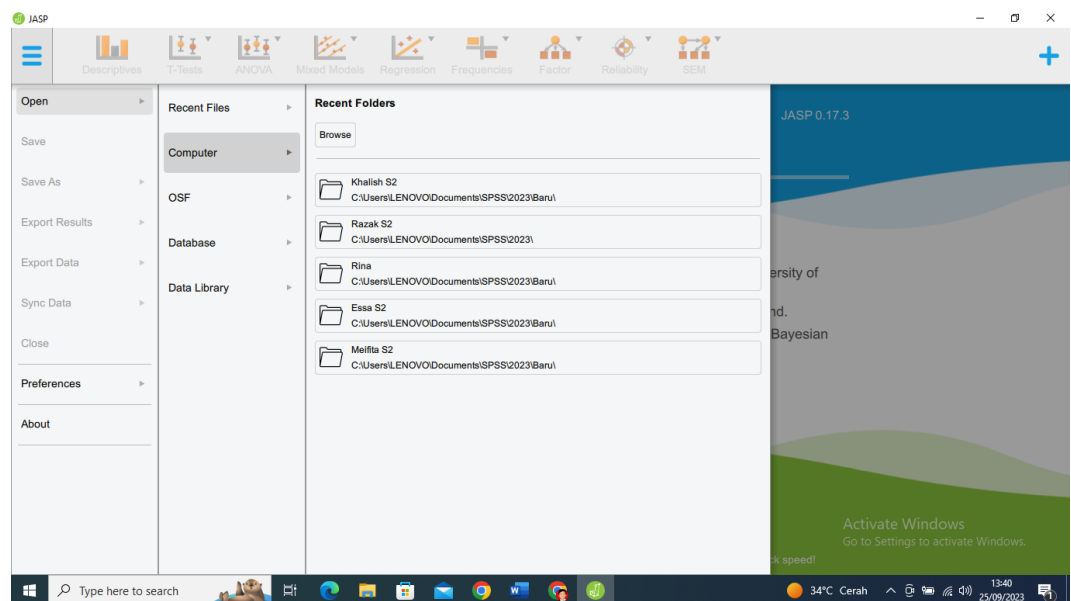 JASP
Descriptives
T-Tests
ANOVA
Mixed Models
Regression
Frequencies
Factor
Reliability
SEM
Open
Save
Save As
Export Results
Export Data
Sync Data
Close
Preferences
About
Recent Files
Computer
OSF
Database
Data Library
Recent Folders
Browse
Khalish S2
C:\Users\LENOVO\Documents\SPSS\2023\Baru\
Razak S2
C:\Users\LENOVO\Documents\SPSS\2023\
Rina
C:\Users\LENOVO\Documents\SPSS\2023\Baru\
Essa S2
C:\Users\LENOVO\Documents\SPSS\2023\Baru\
Meifita S2
C:\Users\LENOVO\Documents\SPSS\2023\Baru\
JASP 0.17.3
ersity of
nd.
Bayesian
Activate Windows
Go to Settings to activate Windows.
ck speed!
Type here to search
34°C Cerah
13:40
25/09/2023